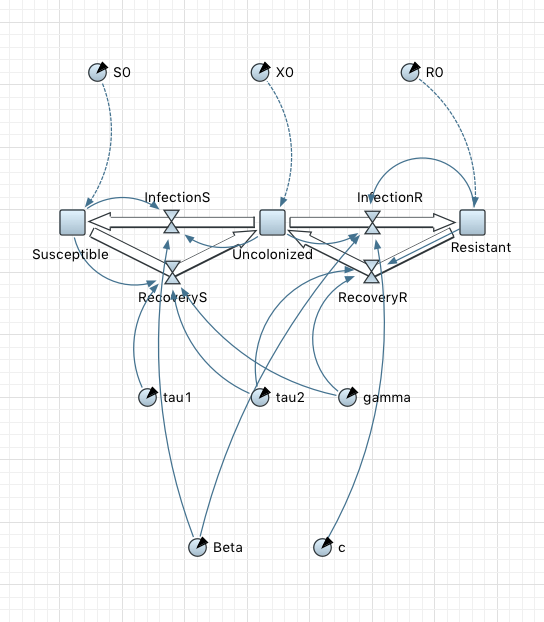 S0
X0
R0
InfectionS
InfectionR
Susceptible
Uncolonized
Resistant
RecoveryS
RecoveryR
tau1
tau2
gamma
Beta
c